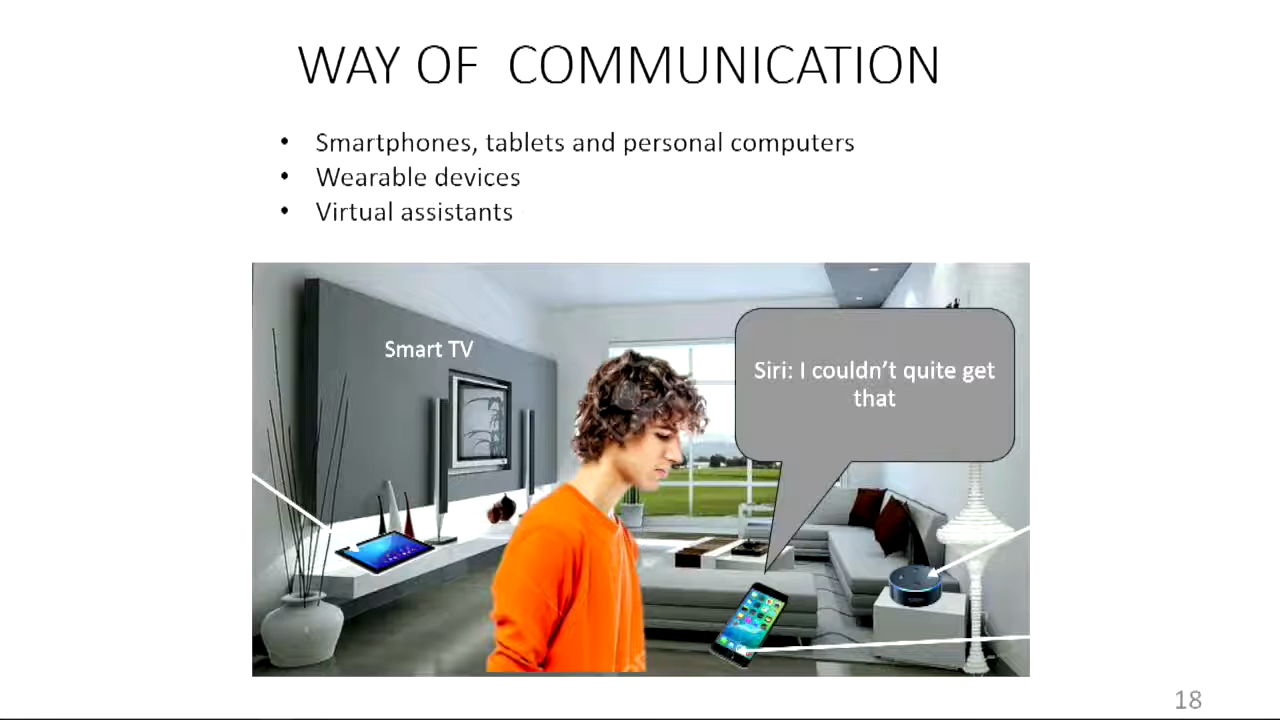 WAY OF COMMUNICATION
• Smartphones, tablets and personal computers
• Wearable devices
• Virtual assistants
Smart TV
Siri: I couldn’t quite get
that
18